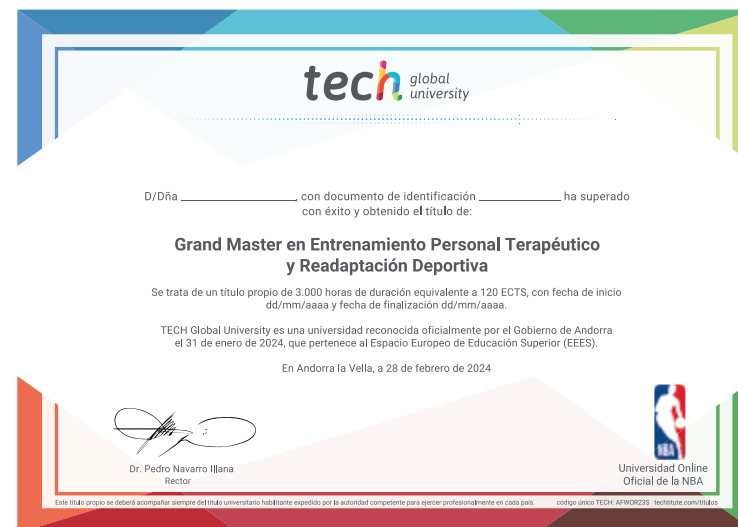 tech global
university
D/Dña ____________, con documento de identificación ____________ ha superado
con éxito y obtenido el título de:
Grand Master en Entrenamiento Personal Terapéutico
y Readaptación Deportiva
Se trata de un título propio de 3.000 horas de duración equivalente a 120 ECTS, con fecha de inicio
dd/mm/aaaa y fecha de finalización dd/mm/aaaa.
TECH Global University es una universidad reconocida oficialmente por el Gobierno de Andorra
el 31 de enero de 2024, que pertenece al Espacio Europeo de Educación Superior (EEES).
En Andorra la Vella, a 28 de febrero de 2024
Dr. Pedro Navarro Illana
Rector
NBA
Universidad Online
Oficial de la NBA
Este título propio se deberá acompañar siempre del título universitario habilitante expedido por la autoridad competente para ejercer profesionalmente en cada país. código único TECH: AFWOR23S techtitute.com/titulos